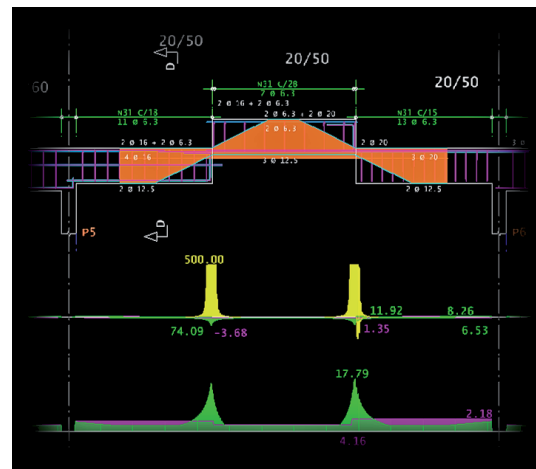 20/50
D
20/50
20/50
60
N31 C/28
7 Ø 6.3
N31 C/18
11 Ø 6.3
2 Ø 16 + 2 Ø 6.3
N31 C/15
13 Ø 6.3
2 Ø 6.3 + 2 Ø 20
2 Ø 6.3
2 Ø 16 + 2 Ø 6.3
2 Ø 20
4 Ø 16
3 Ø 12.5
3 Ø 20
2 Ø 12.5
2 Ø 12.5
P5
D
P6
500.00
11.92
8.26
74.09
-3.68
1.35
6.53
17.79
2.18
4.16